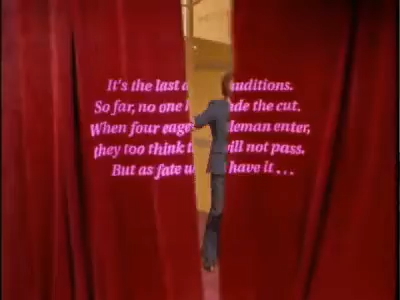 It's the last uditions.
So far, no one de the cut.
When four eage leman enter,
they too think ill not pass.
But as fate w have it . . .